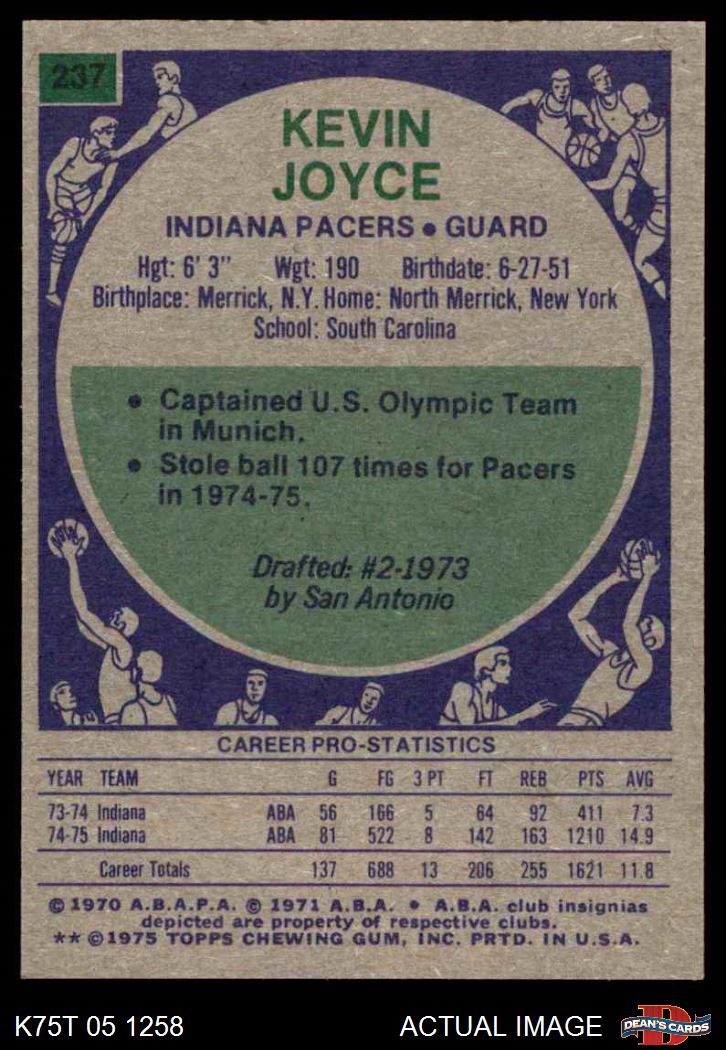 237
KEVIN
JOYCE
INDIANA PACERS • GUARD
Hgt: 6' 3" Wgt: 190 Birthdate: 6-27-51
Birthplace: Merrick, N.Y. Home: North Merrick, New York
School: South Carolina
• Captained U.S. Olympic Team
in Munich.
• Stole ball 107 times for Pacers
in 1974-75.
Drafted: #2-1973
by San Antonio
CAREER PRO-STATISTICS
YEAR TEAM G FG 3 PT FT REB PTS AVG
73-74 Indiana ABA 56 166 5 64 92 411 7.3
74-75 Indiana ABA 81 522 8 142 163 1210 14.9
Career Totals 137 688 13 206 255 1621 11.8
© 1970 A.B.A.P.A. © 1971 A.B.A. • A.B.A. club insignias
depicted are property of respective clubs.
** © 1975 TOPPS CHEWING GUM, INC. PRTD. IN U.S.A.
K75T 05 1258 ACTUAL IMAGE D DEAN'S CARDS